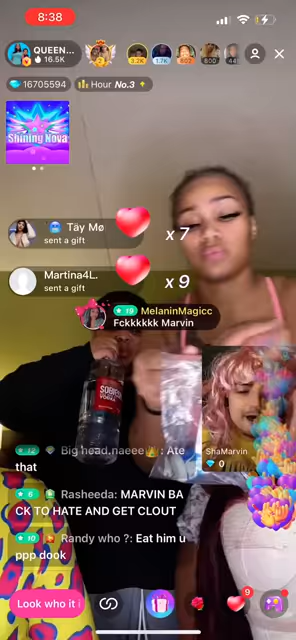 8:38
QUEEN...
16.5K
3.2K
1.7K
602
600
44
16705594
Hour No.3
Shining Nova
Täy Mø
sent a gift
x 7
Martina4L.
sent a gift
x 9
19 MelaninMagicc
Fckkkkkk Marvin
SOBIESKI
VODKA
ShaMarvin
0
12 Big head.naeee : Ate
that
6 Rasheeda: MARVIN BA
CK TO HATE AND GET CLOUT
10 Randy who ?: Eat him u
ppp dook
Look who it i
9